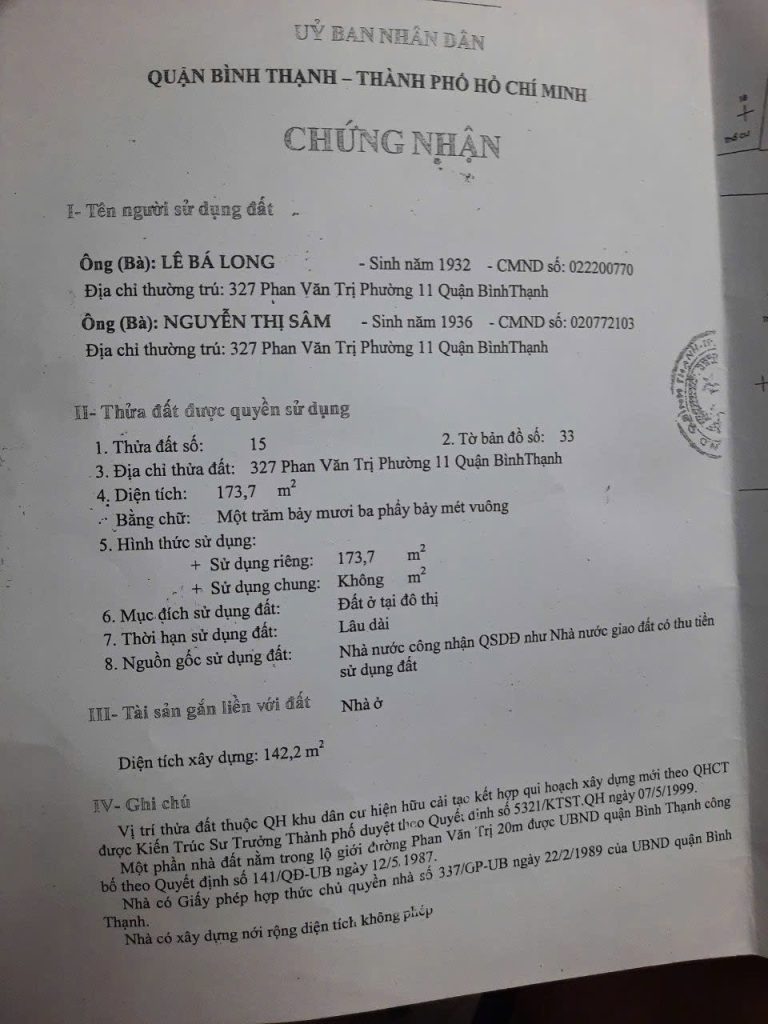 UỶ BAN NHÂN DÂN
QUẬN BÌNH THẠNH – THÀNH PHỐ HỒ CHÍ MINH
CHỨNG NHẬN
I- Tên người sử dụng đất
Ông (Bà): LÊ BÁ LONG - Sinh năm 1932 - CMND số: 022200770
Địa chỉ thường trú: 327 Phan Văn Trị Phường 11 Quận BìnhThạnh
Ông (Bà): NGUYỄN THỊ SÂM - Sinh năm 1936 - CMND số: 020772103
Địa chỉ thường trú: 327 Phan Văn Trị Phường 11 Quận BìnhThạnh
II- Thửa đất được quyền sử dụng
1. Thửa đất số: 15 2. Tờ bản đồ số: 33
3. Địa chỉ thửa đất: 327 Phan Văn Trị Phường 11 Quận BìnhThạnh
4. Diện tích: 173,7 m²
Bằng chữ: Một trăm bảy mươi ba phẩy bảy mét vuông
5. Hình thức sử dụng:
+ Sử dụng riêng: 173,7 m²
+ Sử dụng chung: Không m²
6. Mục đích sử dụng đất: Đất ở tại đô thị
7. Thời hạn sử dụng đất: Lâu dài
8. Nguồn gốc sử dụng đất: Nhà nước công nhận QSDĐ như Nhà nước giao đất có thu tiền
sử dụng đất
III- Tài sản gắn liền với đất Nhà ở
Diện tích xây dựng: 142,2 m²
IV- Ghi chú
Vị trí thửa đất thuộc QH khu dân cư hiện hữu cải tạo kết hợp qui hoạch xây dựng mới theo QHCT
được Kiến Trúc Sư Trưởng Thành phố duyệt theo Quyết định số 5321/KTST.QH ngày 07/5/1999.
Một phần nhà đất nằm trong lộ giới đường Phan Văn Trị 20m được UBND quận Bình Thạnh công
bố theo Quyết định số 141/QĐ-UB ngày 12/5.1987.
Nhà có Giấy phép hợp thức chủ quyền nhà số 337/GP-UB ngày 22/2/1989 của UBND quận Bình
Thạnh.
Nhà có xây dựng nới rộng diện tích không phép